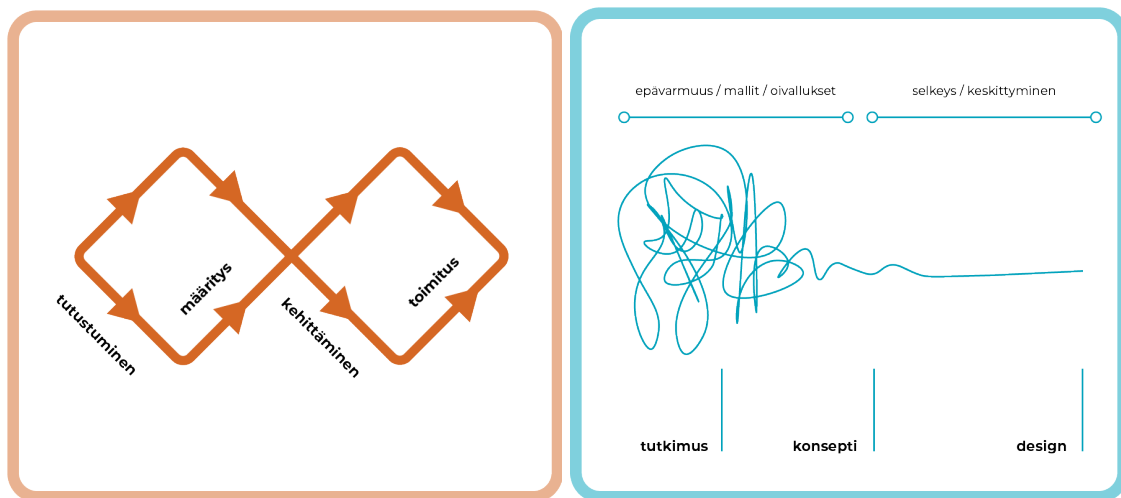 tutustuminen
määritys
kehittäminen
toimitus
epävarmuus / mallit / oivallukset
selkeys / keskittyminen
tutkimus
konsepti
design